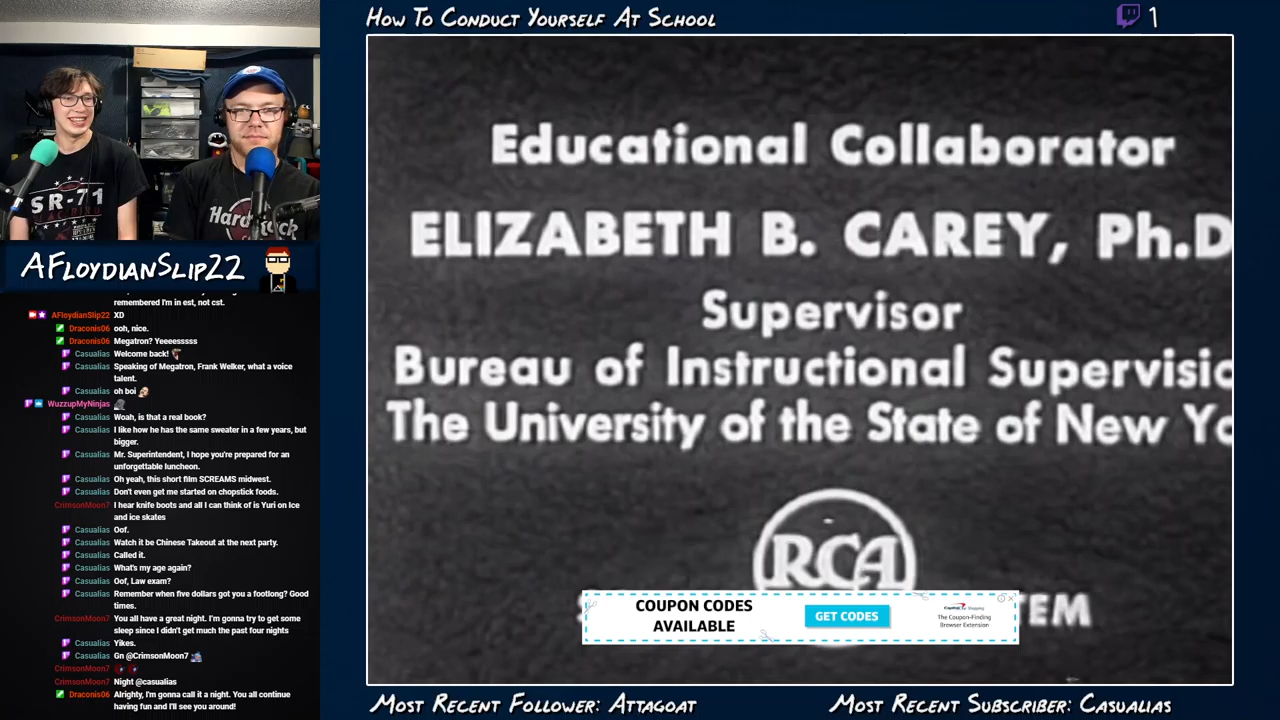 How To Conduct Yourself At School
1
Educational Collaborator
ELIZABETH B. CAREY, Ph.D
Supervisor
Bureau of Instructional Supervisio
The University of the State of New Yo
RCA
TEM
COUPON CODES
AVAILABLE
GET CODES
Capital One Shopping
The Coupon-Finding
Browser Extension
SR-71
Hard Rock
AFloydianSlip22
remembered I'm in est, not cst.
AFloydianSlip22 XD
Draconis06 ooh, nice.
Draconis06 Megatron? Yeeeesssss
Casualias Welcome back!
Casualias Speaking of Megatron, Frank Welker, what a voice
talent.
Casualias oh boi
WuzzupMyNinjas
Casualias Woah, is that a real book?
Casualias I like how he has the same sweater in a few years, but
bigger.
Casualias Mr. Superintendent, I hope you're prepared for an
unforgettable luncheon.
Casualias Oh yeah, this short film SCREAMS midwest.
Casualias Don't even get me started on chopstick foods.
CrimsonMoon7 I hear knife boots and all I can think of is Yuri on Ice
and ice skates
Casualias Oof.
Casualias Watch it be Chinese Takeout at the next party.
Casualias Called it.
Casualias What's my age again?
Casualias Oof, Law exam?
Casualias Remember when five dollars got you a footlong? Good
times.
CrimsonMoon7 You all have a great night. I'm gonna try to get some
sleep since I didn't get much the past four nights
Casualias Yikes.
Casualias Gn @CrimsonMoon7
CrimsonMoon7
CrimsonMoon7 Night @casualias
Draconis06 Alrighty, I'm gonna call it a night. You all continue
having fun and I'll see you around!
Most Recent Follower: Attagoat
Most Recent Subscriber: Casualias